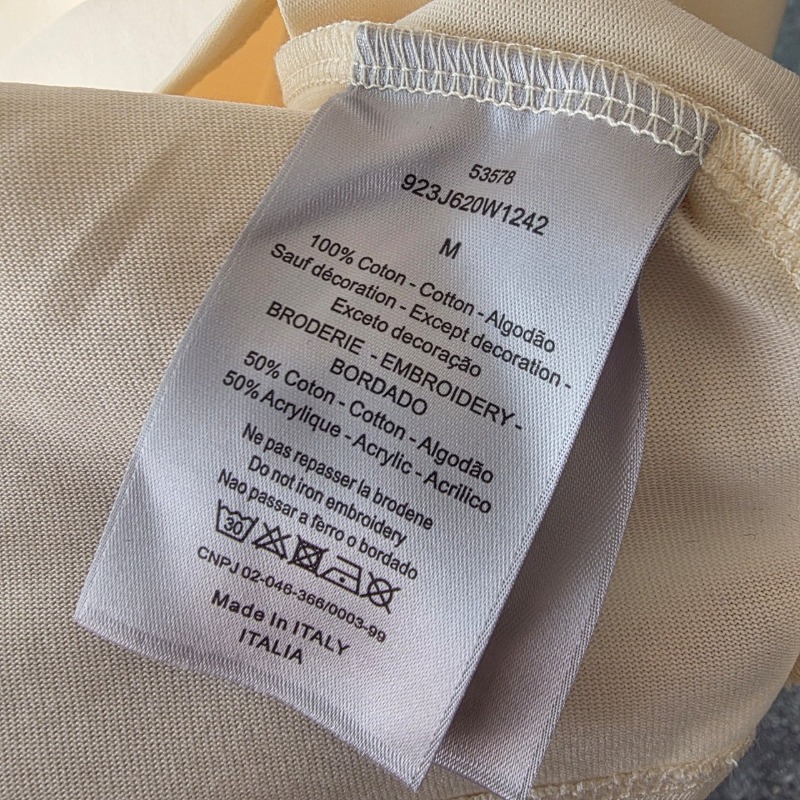 53578
923J620W1242
M
100% Coton - Cotton - Algodão
Sauf décoration - Except decoration -
Exceto decoração
BRODERIE - EMBROIDERY -
BORDADO
50% Coton - Cotton - Algodão
50% Acrylique - Acrylic - Acrilico
Ne pas repasser la brodene
Do not iron embroidery
Nao passar a ferro o bordado
30
CNPJ 02-046-366/0003-99
Made in ITALY
ITALIA